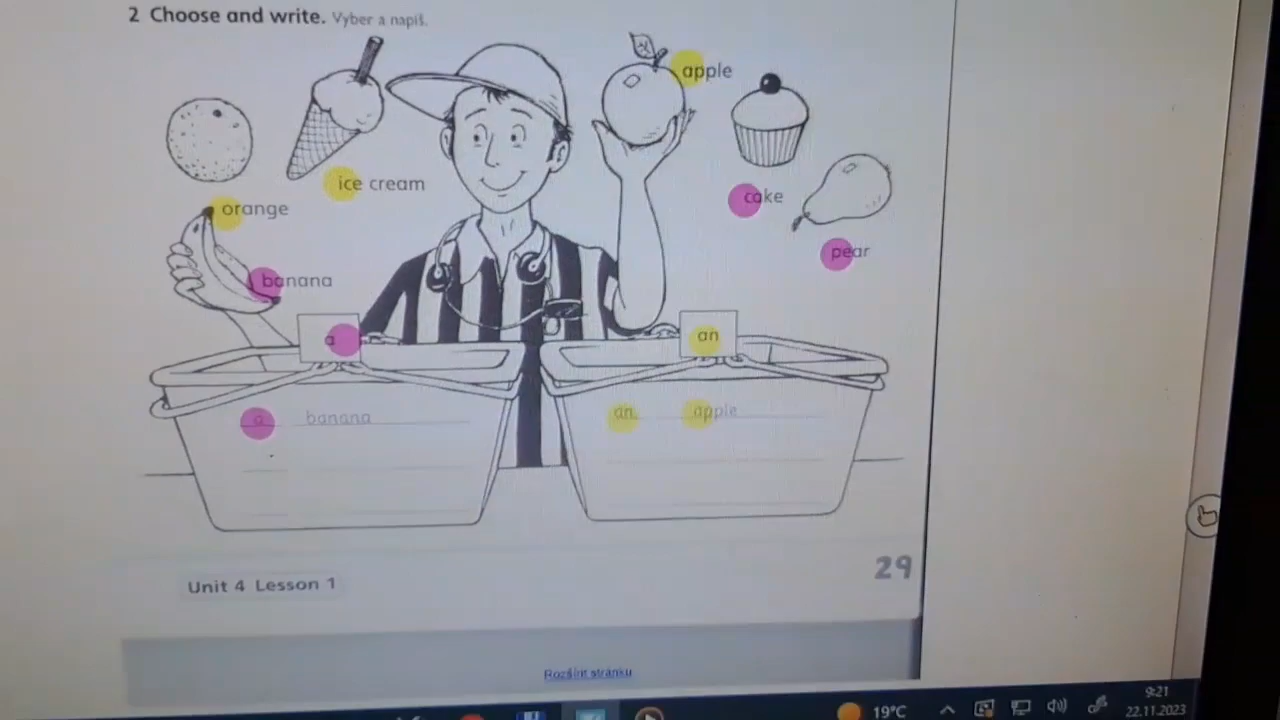 2 Choose and write. Vyber a napiš.
apple
ice cream
cake
orange
pear
banana
a
an
a banana
an apple
29
Unit 4 Lesson 1
Rozšířit stránku
19°C
9:21
22.11.2023